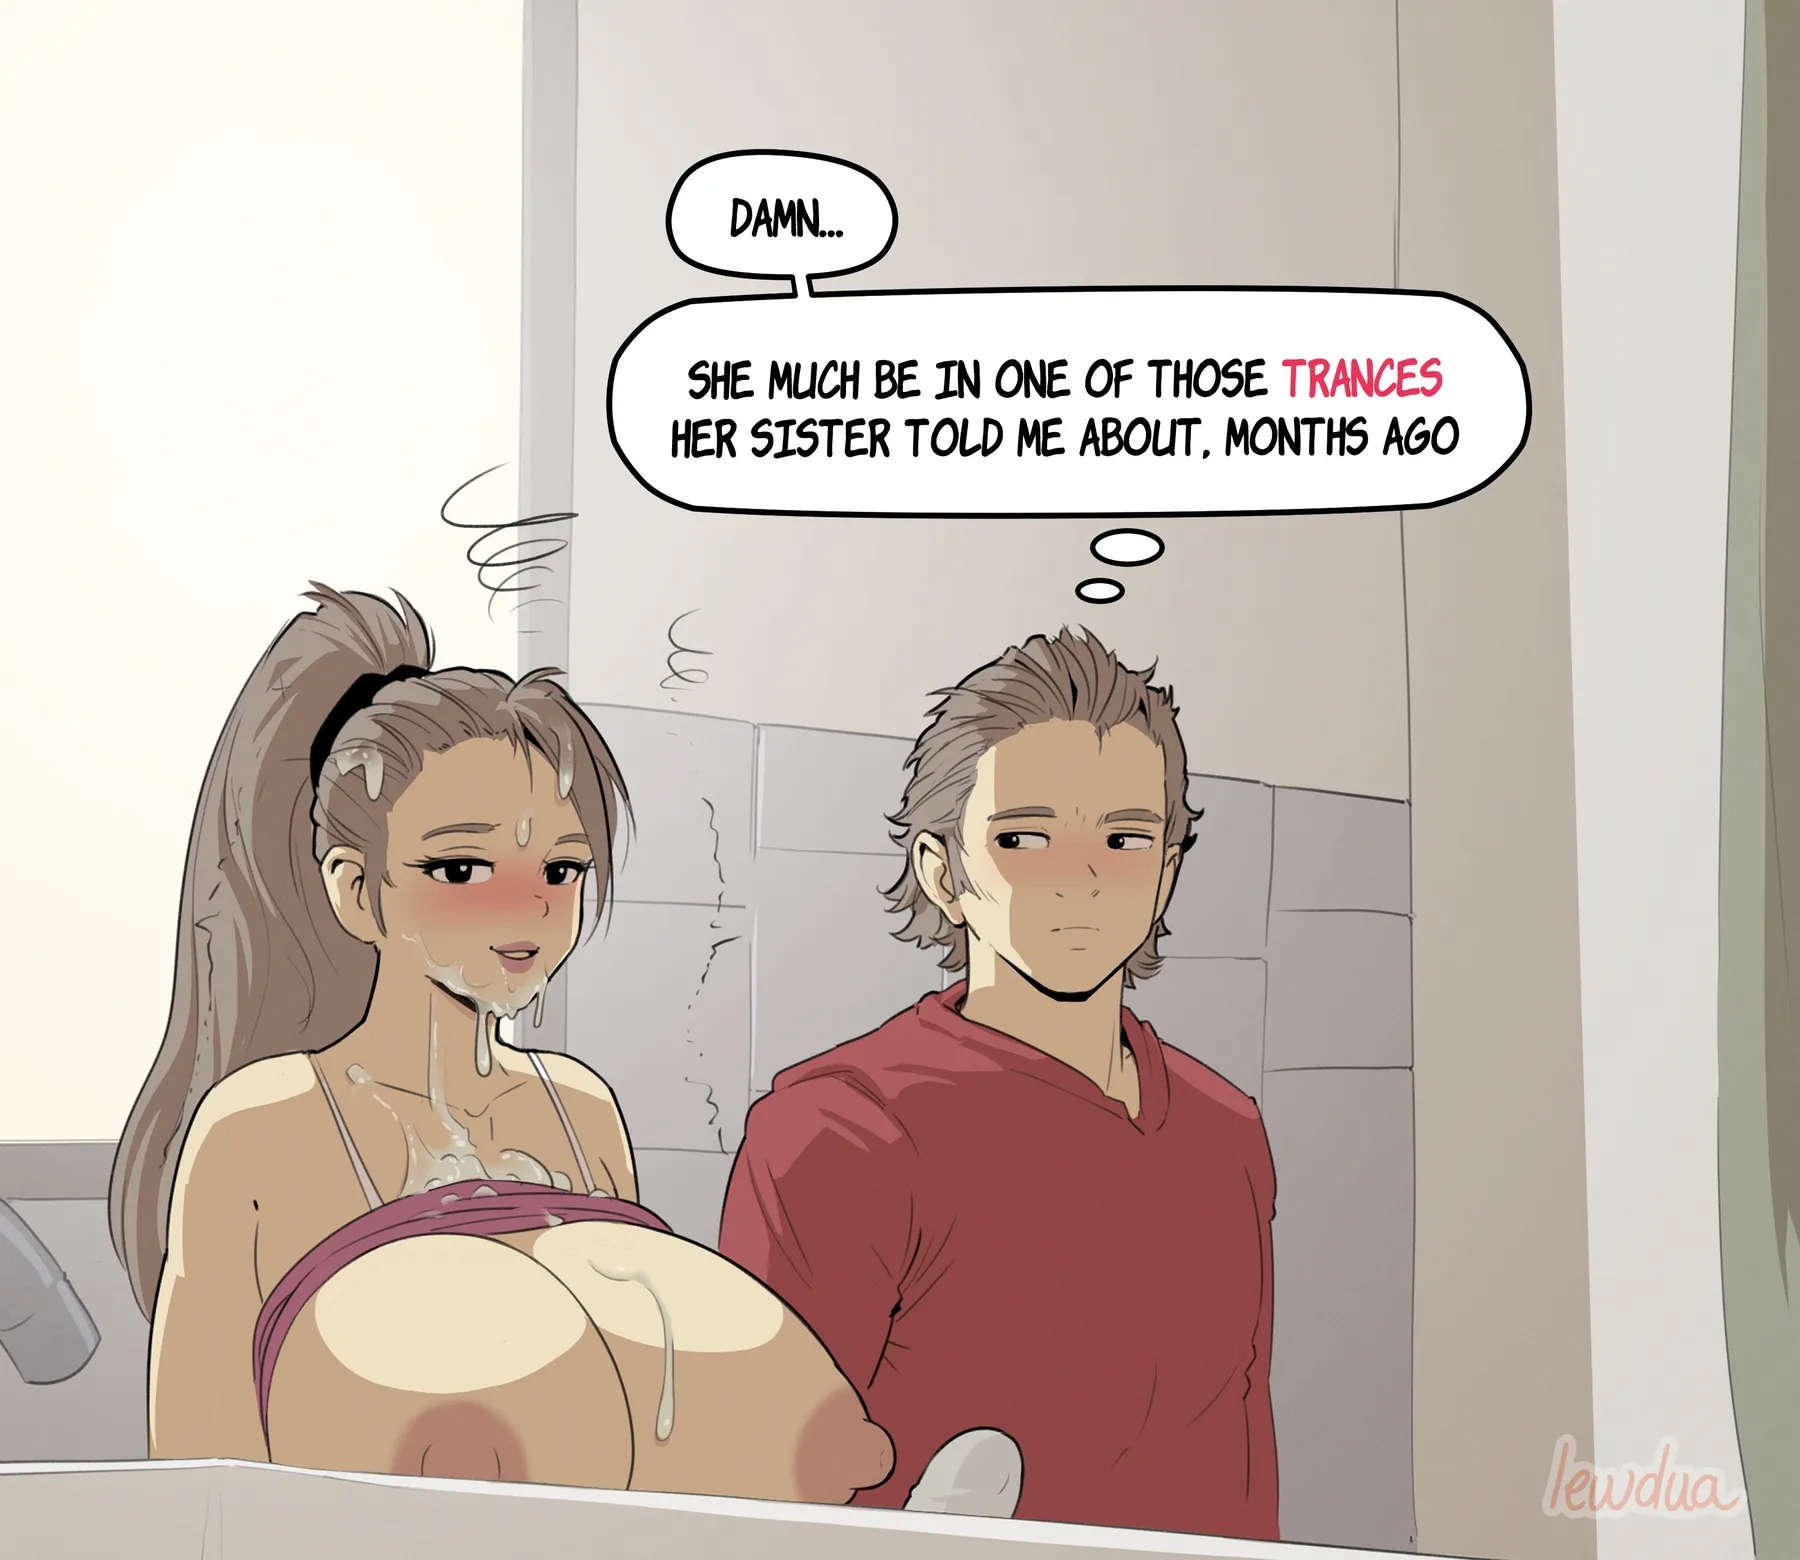 DAMN...
SHE MUCH BE IN ONE OF THOSE TRANCES
HER SISTER TOLD ME ABOUT, MONTHS AGO
lewdua